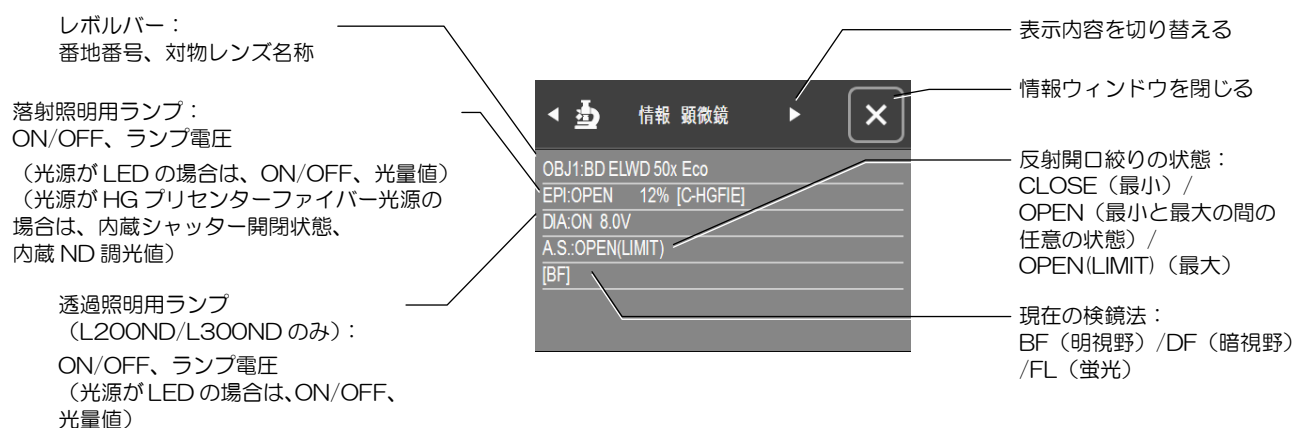 レボルバー：
番地番号、対物レンズ名称
落射照明用ランプ：
ON/OFF、ランプ電圧
（光源が LED の場合は、ON/OFF、光量値）
（光源が HG プリセンターファイバー光源の
場合は、内蔵シャッター開閉状態、
内蔵 ND 調光値）
透過照明用ランプ
（L200ND/L300ND のみ）：
ON/OFF、ランプ電圧
（光源が LED の場合は、ON/OFF、
光量値）
情報 顕微鏡
OBJ1:BD ELWD 50x Eco
EPI:OPEN 12% [C-HGFIE]
DIA:ON 8.0V
A.S.:OPEN(LIMIT)
[BF]
表示内容を切り替える
情報ウィンドウを閉じる
反射開口絞りの状態：
CLOSE（最小）/
OPEN（最小と最大の間の
任意の状態）/
OPEN(LIMIT)（最大）
現在の検鏡法：
BF（明視野）/DF（暗視野）
/FL（蛍光）